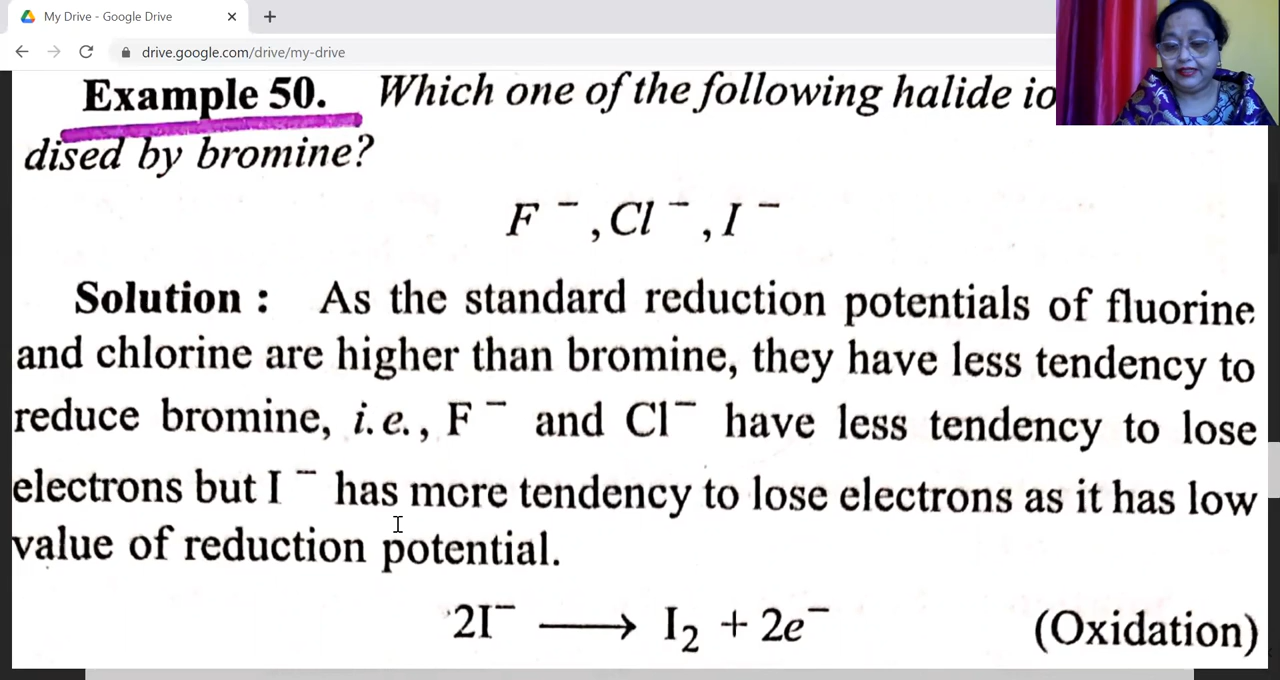 My Drive - Google Drive
drive.google.com/drive/my-drive
Example 50. Which one of the following halide io
dised by bromine?
F⁻, Cl⁻, I⁻
Solution : As the standard reduction potentials of fluorine
and chlorine are higher than bromine, they have less tendency to
reduce bromine, i.e., F⁻ and Cl⁻ have less tendency to lose
electrons but I⁻ has more tendency to lose electrons as it has low
value of reduction potential.
2I⁻ ⟶ I₂ + 2e⁻ (Oxidation)